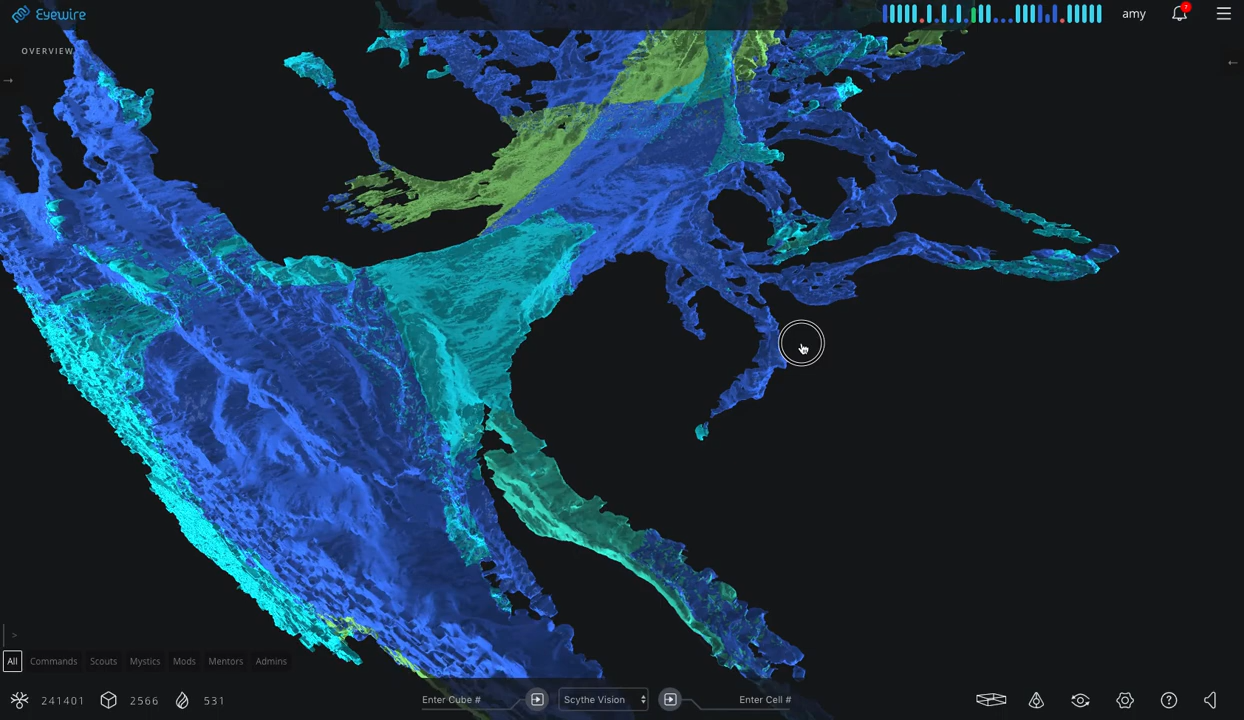 Eyewire
amy
7
OVERVIEW
>
All Commands Scouts Mystics Mods Mentors Admins
241401 2566 531 Enter Cube # Scythe Vision Enter Cell #